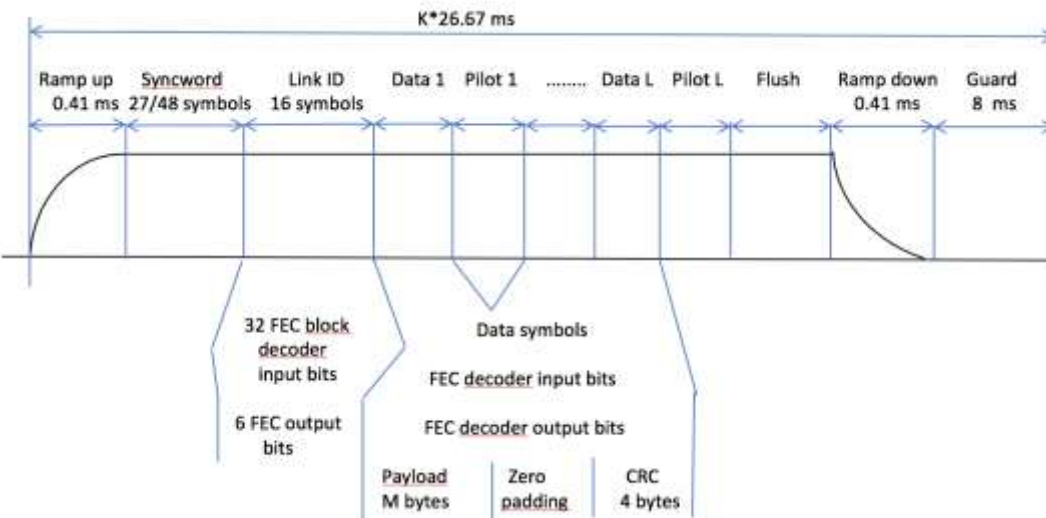 K*26.67 ms
Ramp up Syncword Link ID Data 1 Pilot 1 ........ Data L Pilot L Flush Ramp down Guard
0.41 ms 27/48 symbols 16 symbols 0.41 ms 8 ms
32 FEC block
decoder
input bits
Data symbols
FEC decoder input bits
6 FEC output
bits
FEC decoder output bits
Payload Zero CRC
M bytes padding 4 bytes